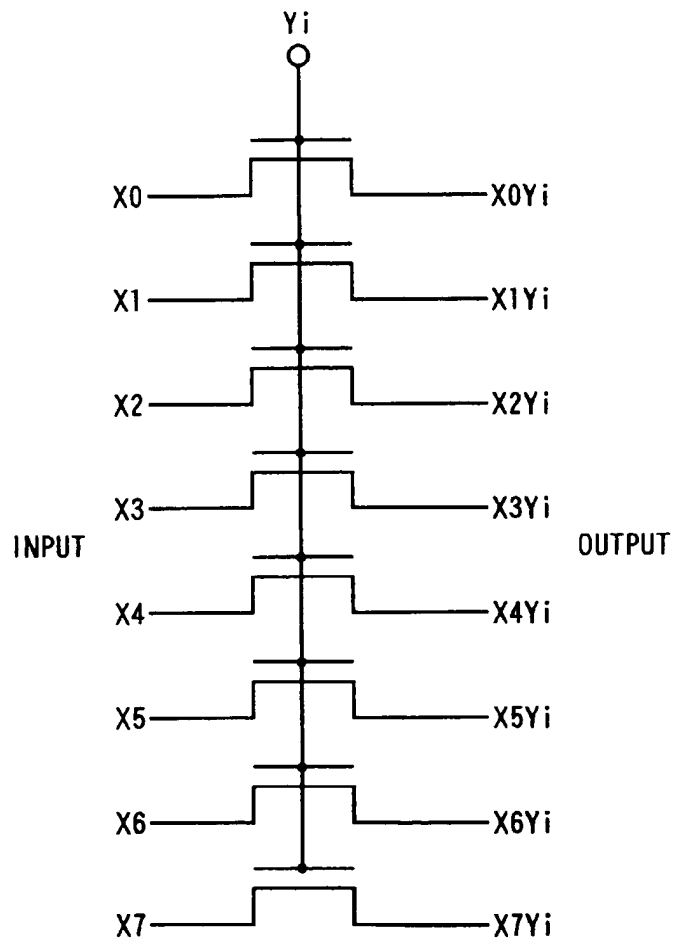 Yi
X0 X0Yi
X1 X1Yi
X2 X2Yi
X3 X3Yi
INPUT OUTPUT
X4 X4Yi
X5 X5Yi
X6 X6Yi
X7 X7Yi